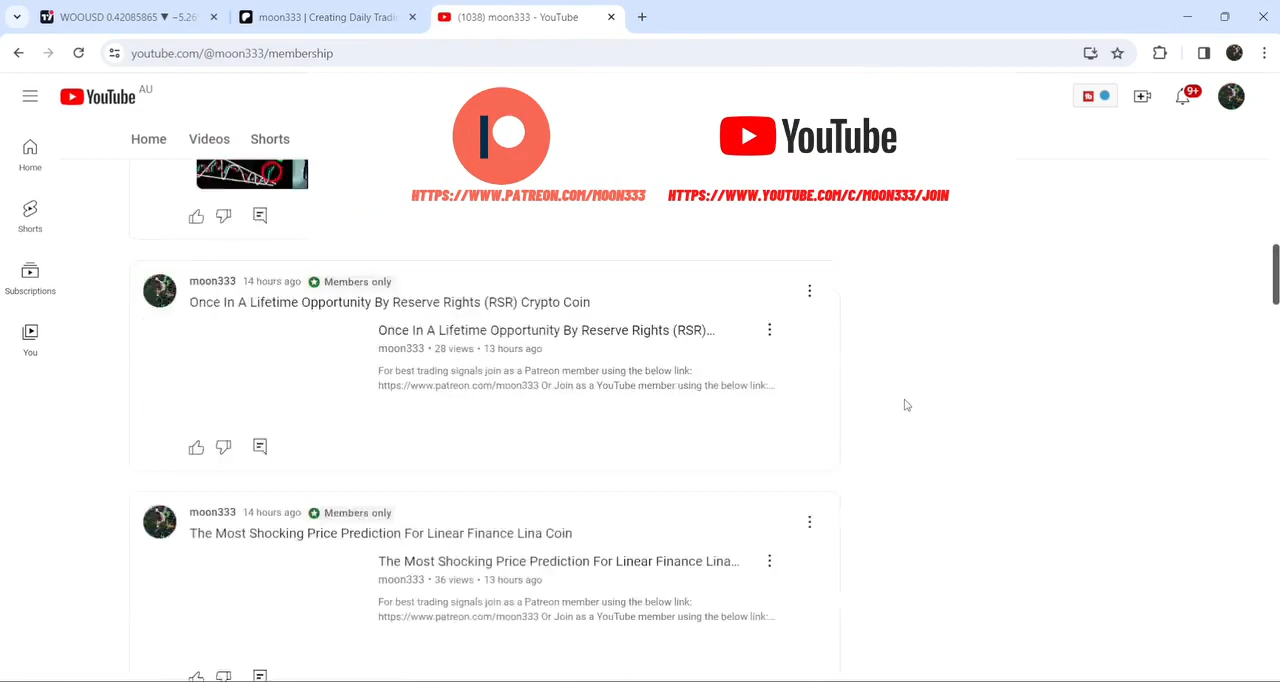 WOOUSD 0.42085865 ▼ −5.26
moon333 | Creating Daily Tradi
(1038) moon333 - YouTube
youtube.com/@moon333/membership
YouTube AU
9+
Home Videos Shorts
YouTube
HTTPS://WWW.PATREON.COM/MOON333
HTTPS://WWW.YOUTUBE.COM/C/MOON333/JOIN
Home
Shorts
Subscriptions
You
moon333 14 hours ago Members only
Once In A Lifetime Opportunity By Reserve Rights (RSR) Crypto Coin
Once In A Lifetime Opportunity By Reserve Rights (RSR)...
moon333 • 28 views • 13 hours ago
For best trading signals join as a Patreon member using the below link:
https://www.patreon.com/moon333 Or Join as a YouTube member using the below link:...
moon333 14 hours ago Members only
The Most Shocking Price Prediction For Linear Finance Lina Coin
The Most Shocking Price Prediction For Linear Finance Lina...
moon333 • 36 views • 13 hours ago
For best trading signals join as a Patreon member using the below link:
https://www.patreon.com/moon333 Or Join as a YouTube member using the below link:...